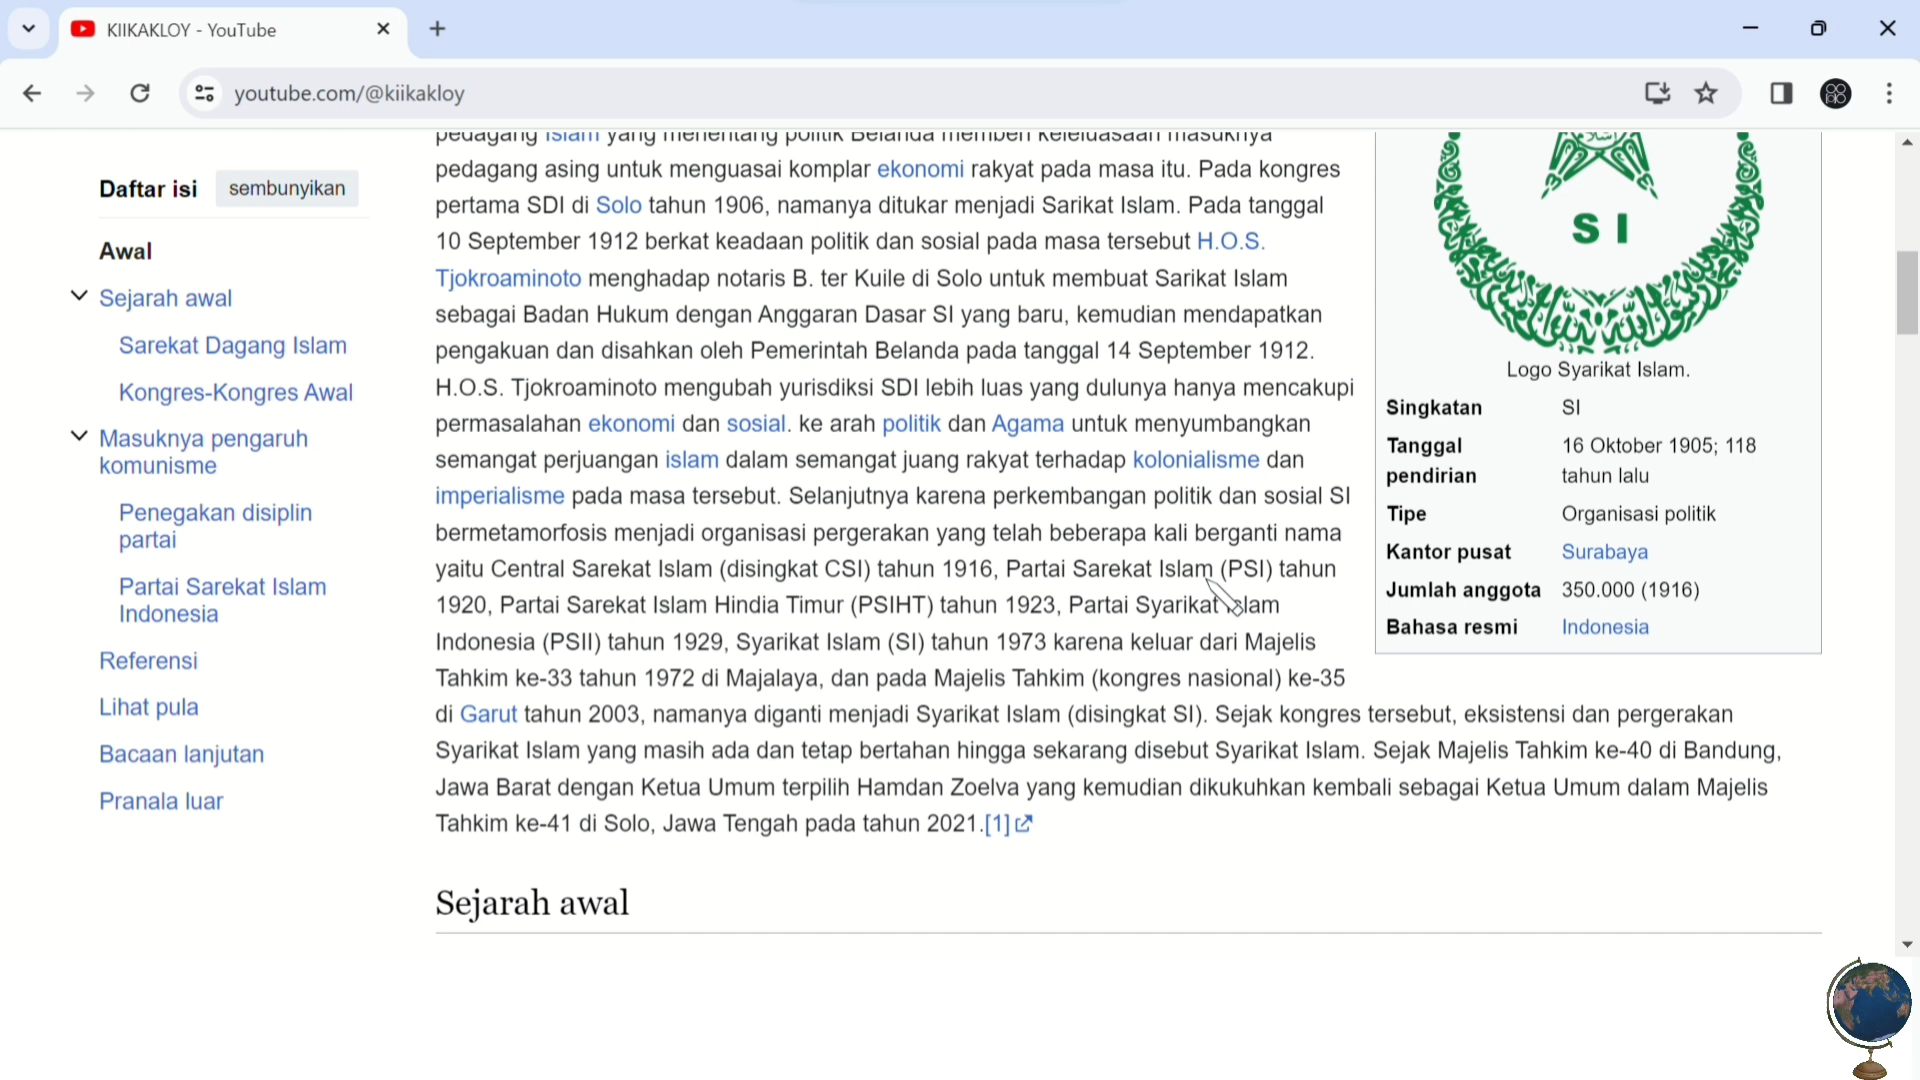 KIIKAKLOY - YouTube
youtube.com/@kiikakloy
Daftar isi
sembunyikan
Awal
Sejarah awal
Sarekat Dagang Islam
Kongres-Kongres Awal
Masuknya pengaruh
komunisme
Penegakan disiplin
partai
Partai Sarekat Islam
Indonesia
Referensi
Lihat pula
Bacaan lanjutan
Pranala luar
pedagang Islam yang menentang politik Belanda memberi keleluasaan masuknya
pedagang asing untuk menguasai komplar ekonomi rakyat pada masa itu. Pada kongres
pertama SDI di Solo tahun 1906, namanya ditukar menjadi Sarikat Islam. Pada tanggal
10 September 1912 berkat keadaan politik dan sosial pada masa tersebut H.O.S.
Tjokroaminoto menghadap notaris B. ter Kuile di Solo untuk membuat Sarikat Islam
sebagai Badan Hukum dengan Anggaran Dasar SI yang baru, kemudian mendapatkan
pengakuan dan disahkan oleh Pemerintah Belanda pada tanggal 14 September 1912.
H.O.S. Tjokroaminoto mengubah yurisdiksi SDI lebih luas yang dulunya hanya mencakupi
permasalahan ekonomi dan sosial. ke arah politik dan Agama untuk menyumbangkan
semangat perjuangan islam dalam semangat juang rakyat terhadap kolonialisme dan
imperialisme pada masa tersebut. Selanjutnya karena perkembangan politik dan sosial SI
bermetamorfosis menjadi organisasi pergerakan yang telah beberapa kali berganti nama
yaitu Central Sarekat Islam (disingkat CSI) tahun 1916, Partai Sarekat Islam (PSI) tahun
1920, Partai Sarekat Islam Hindia Timur (PSIHT) tahun 1923, Partai Syarikat Islam
Indonesia (PSII) tahun 1929, Syarikat Islam (SI) tahun 1973 karena keluar dari Majelis
Tahkim ke-33 tahun 1972 di Majalaya, dan pada Majelis Tahkim (kongres nasional) ke-35
di Garut tahun 2003, namanya diganti menjadi Syarikat Islam (disingkat SI). Sejak kongres tersebut, eksistensi dan pergerakan
Syarikat Islam yang masih ada dan tetap bertahan hingga sekarang disebut Syarikat Islam. Sejak Majelis Tahkim ke-40 di Bandung,
Jawa Barat dengan Ketua Umum terpilih Hamdan Zoelva yang kemudian dikukuhkan kembali sebagai Ketua Umum dalam Majelis
Tahkim ke-41 di Solo, Jawa Tengah pada tahun 2021.[1]
Sejarah awal
S I
Logo Syarikat Islam.
Singkatan SI
Tanggal 16 Oktober 1905; 118
pendirian tahun lalu
Tipe Organisasi politik
Kantor pusat Surabaya
Jumlah anggota 350.000 (1916)
Bahasa resmi Indonesia